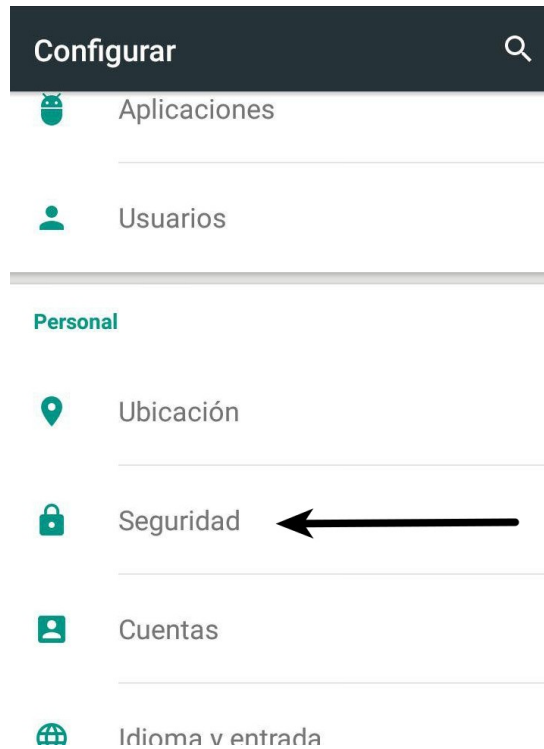 Configurar
Aplicaciones
Usuarios
Personal
Ubicación
Seguridad
Cuentas
Idioma y entrada